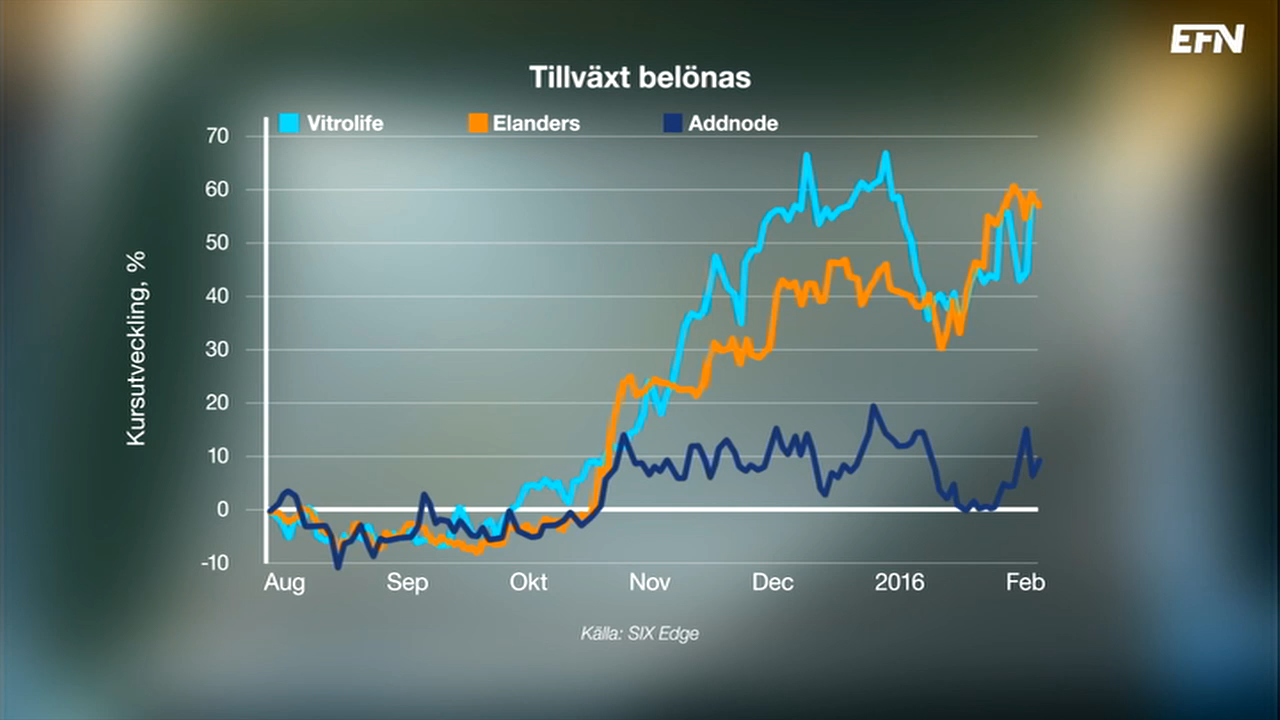 EFN
Tillväxt belönas
Vitrolife Elanders Addnode
Kursutveckling, %
70
60
50
40
30
20
10
0
-10
Aug Sep Okt Nov Dec 2016 Feb
Källa: SIX Edge